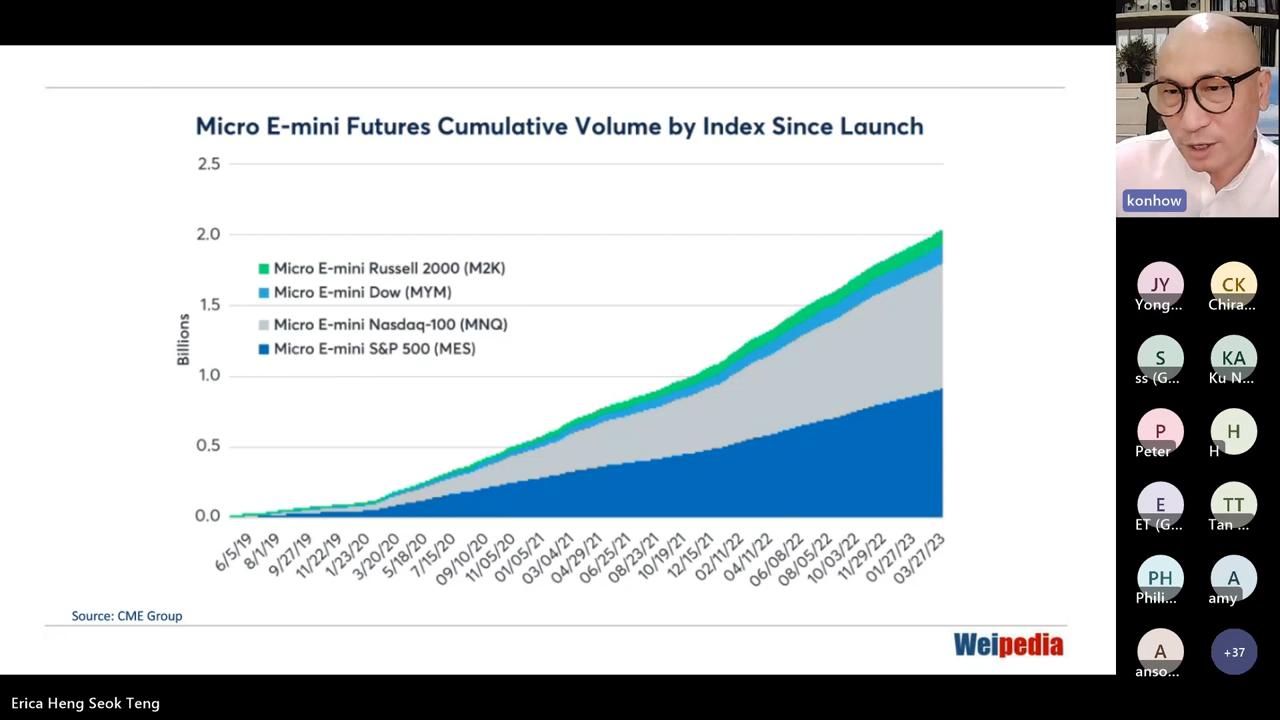 Micro E-mini Futures Cumulative Volume by Index Since Launch
2.5
2.0
1.5
1.0
0.5
0.0
Billions
Micro E-mini Russell 2000 (M2K)
Micro E-mini Dow (MYM)
Micro E-mini Nasdaq-100 (MNQ)
Micro E-mini S&P 500 (MES)
6/5/19
8/1/19
9/27/19
11/22/19
1/23/20
3/20/20
5/18/20
7/15/20
09/10/20
11/05/20
01/05/21
03/04/21
04/29/21
06/25/21
08/23/21
10/19/21
12/15/21
02/11/22
04/11/22
06/08/22
08/05/22
10/03/22
11/29/22
01/27/23
03/27/23
Source: CME Group
Weipedia
konhow
JY
Yong...
CK
Chira...
S
ss (G...
KA
Ku N...
P
Peter
H
H
E
ET (G...
TT
Tan ...
PH
Phili...
A
amy
A
anso...
+37
Erica Heng Seok Teng